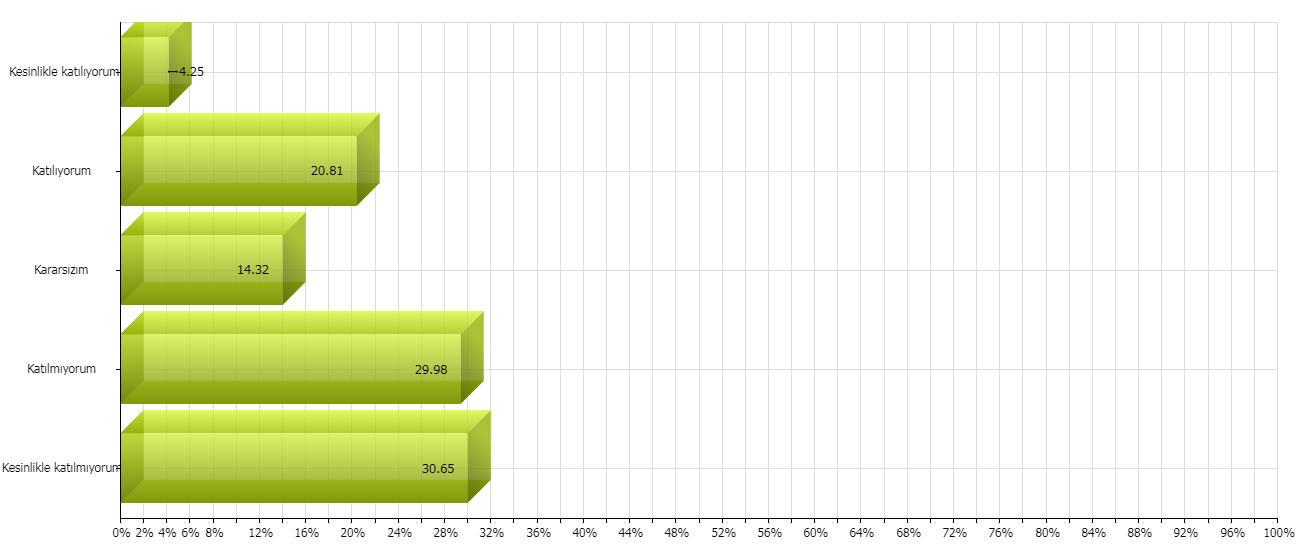 Kesinlikle katılıyorum
4.25
Katılıyorum
20.81
Kararsızım
14.32
Katılmıyorum
29.98
Kesinlikle katılmıyorum
30.65
0% 2% 4% 6% 8% 12% 16% 20% 24% 28% 32% 36% 40% 44% 48% 52% 56% 60% 64% 68% 72% 76% 80% 84% 88% 92% 96% 100%